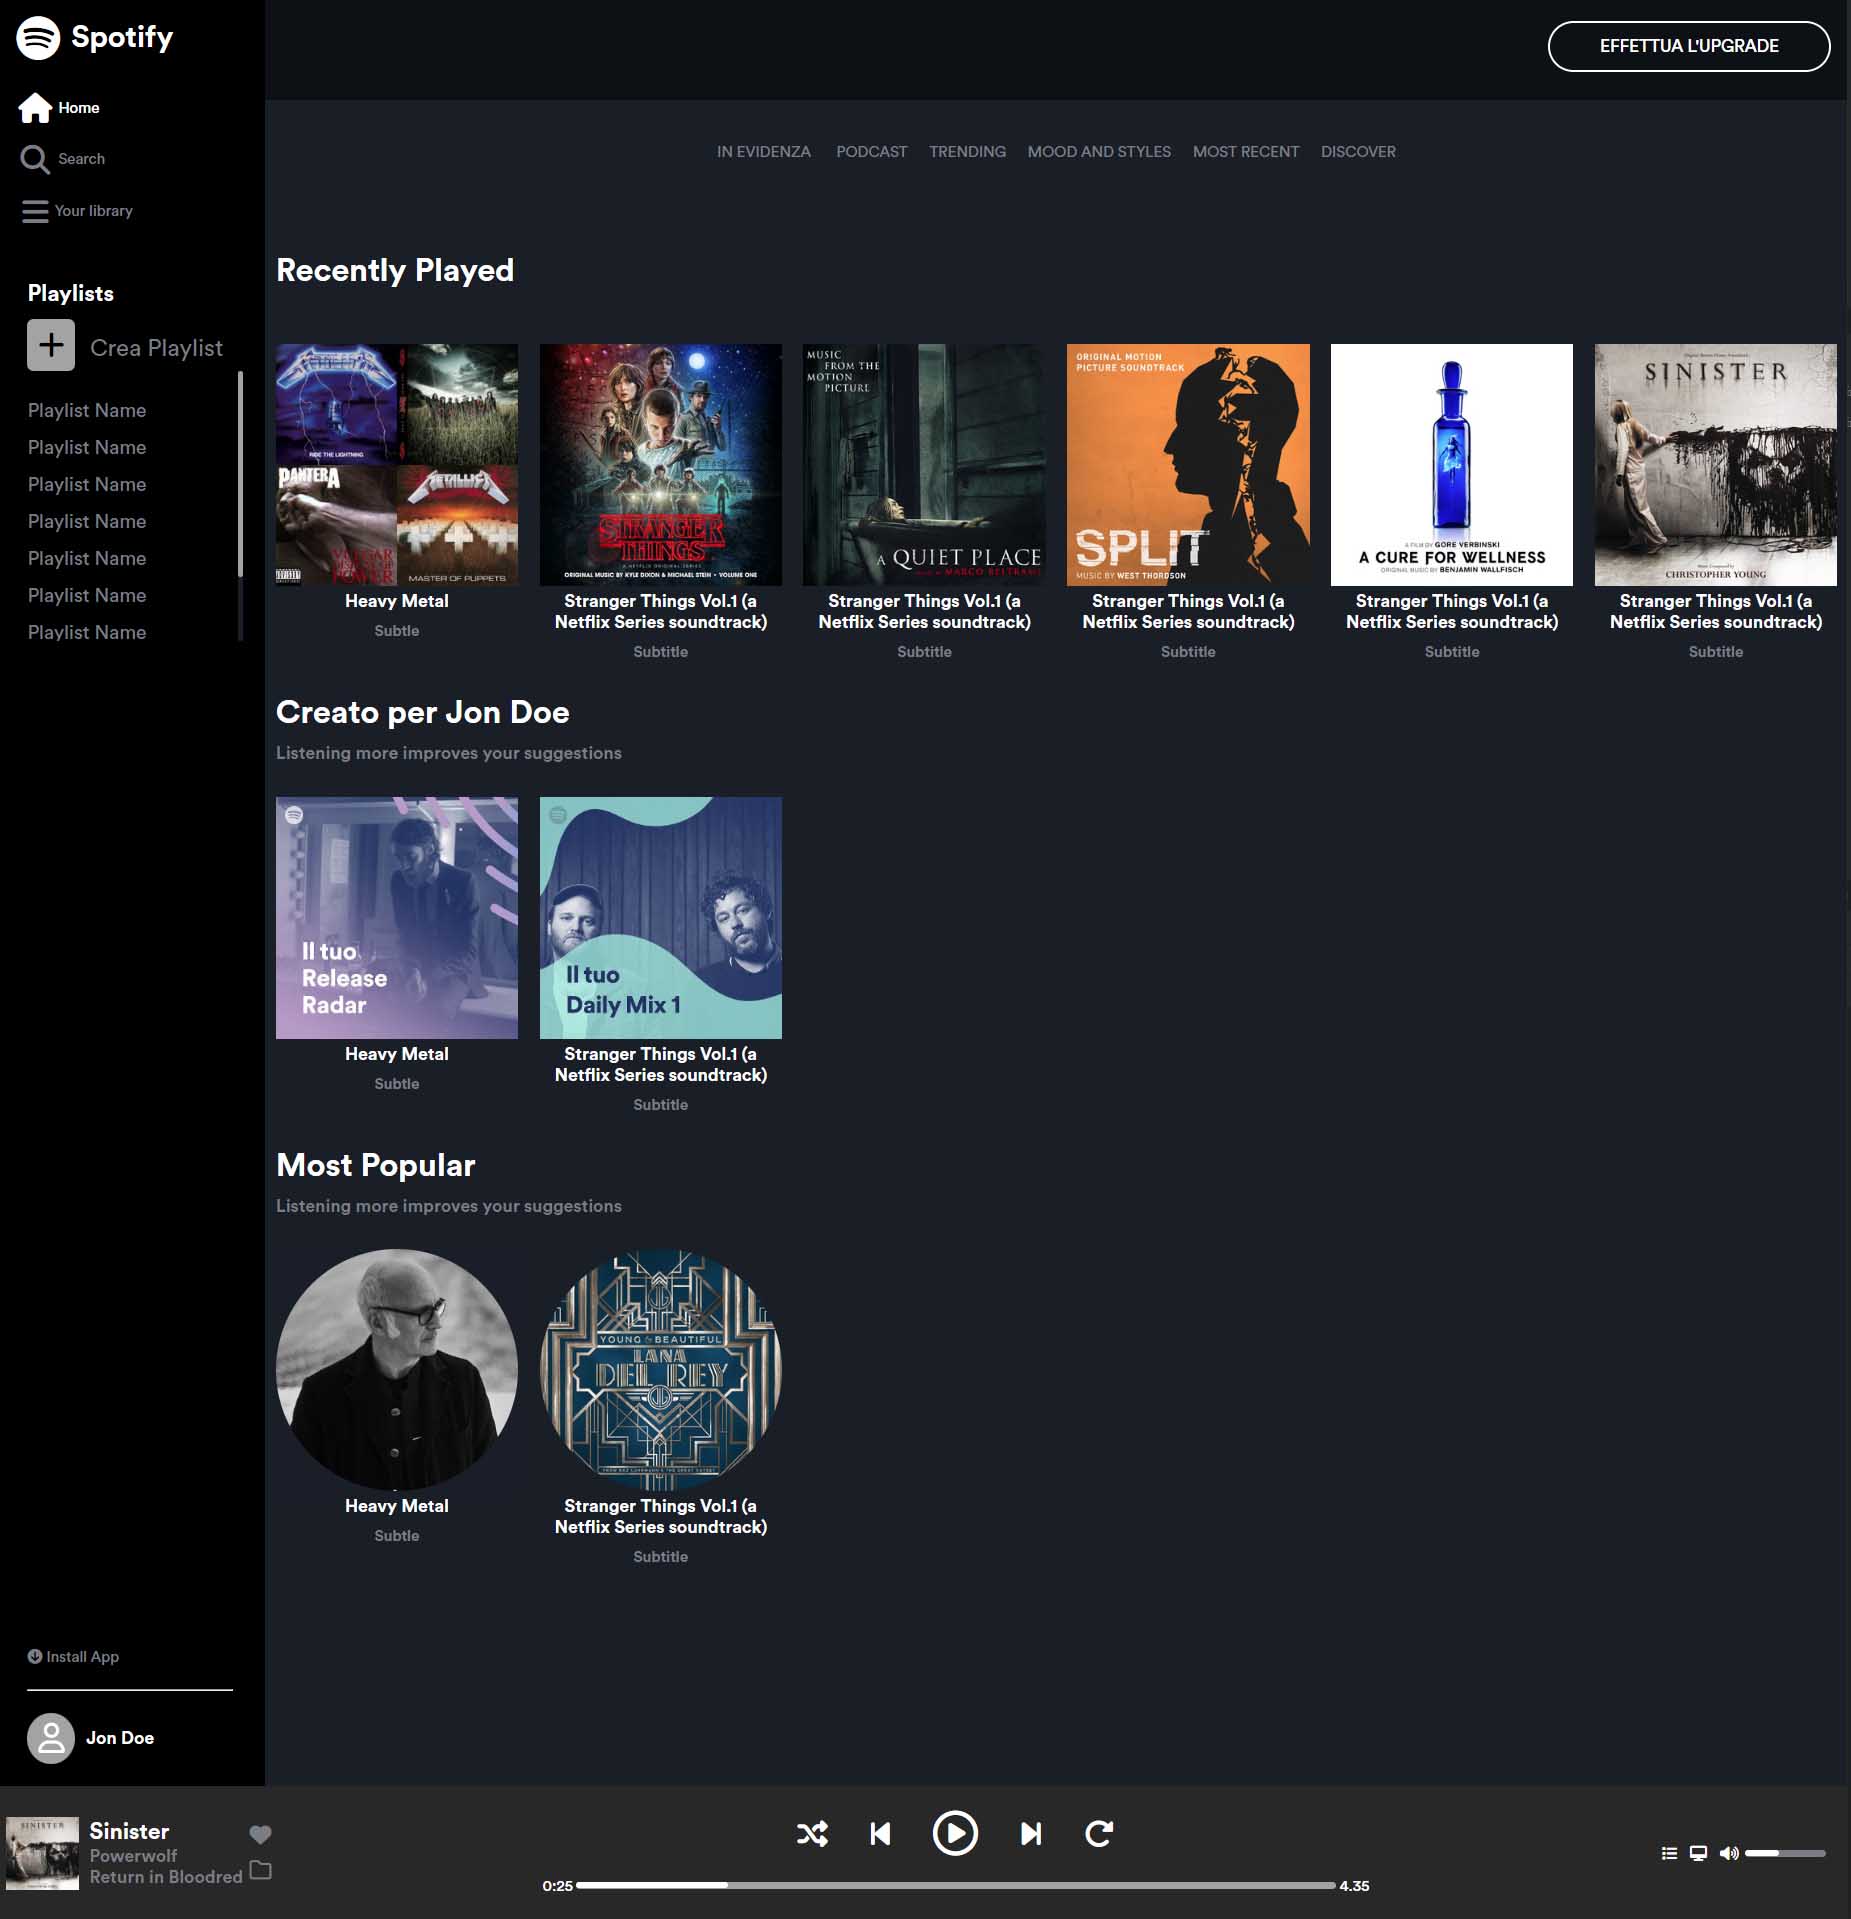 Spotify
EFFETTUA L'UPGRADE
Home
Search
Your library
IN EVIDENZA PODCAST TRENDING MOOD AND STYLES MOST RECENT DISCOVER
Playlists
Crea Playlist
Playlist Name
Playlist Name
Playlist Name
Playlist Name
Playlist Name
Playlist Name
Playlist Name
Recently Played
RIDE THE LIGHTNING
PANTERA
VULGAR
POWER
METALLICA
MASTER OF PUPPETS
Heavy Metal
Subtle
STRANGER
THINGS
A NETFLIX ORIGINAL SERIES
ORIGINAL MUSIC BY KYLE DIXON & MICHAEL STEIN • VOLUME ONE
Stranger Things Vol.1 (a
Netflix Series soundtrack)
Subtitle
MUSIC
FROM THE
MOTION
PICTURE
A QUIET PLACE
MUSIC BY MARCO BELTRAMI
Stranger Things Vol.1 (a
Netflix Series soundtrack)
Subtitle
ORIGINAL MOTION
PICTURE SOUNDTRACK
SPLIT
MUSIC BY WEST THORDSON
Stranger Things Vol.1 (a
Netflix Series soundtrack)
Subtitle
A FILM BY GORE VERBINSKI
A CURE FOR WELLNESS
ORIGINAL MUSIC BY BENJAMIN WALLFISCH
Stranger Things Vol.1 (a
Netflix Series soundtrack)
Subtitle
Original Motion Picture Soundtrack
SINISTER
Music Composed by
CHRISTOPHER YOUNG
Stranger Things Vol.1 (a
Netflix Series soundtrack)
Subtitle
Creato per Jon Doe
Listening more improves your suggestions
Il tuo
Release
Radar
Heavy Metal
Subtle
Il tuo
Daily Mix 1
Stranger Things Vol.1 (a
Netflix Series soundtrack)
Subtitle
Most Popular
Listening more improves your suggestions
Heavy Metal
Subtle
YOUNG & BEAUTIFUL
LANA
DEL REY
Stranger Things Vol.1 (a
Netflix Series soundtrack)
Subtitle
Install App
Jon Doe
SINISTER
Sinister
Powerwolf
Return in Bloodred
0:25
4.35